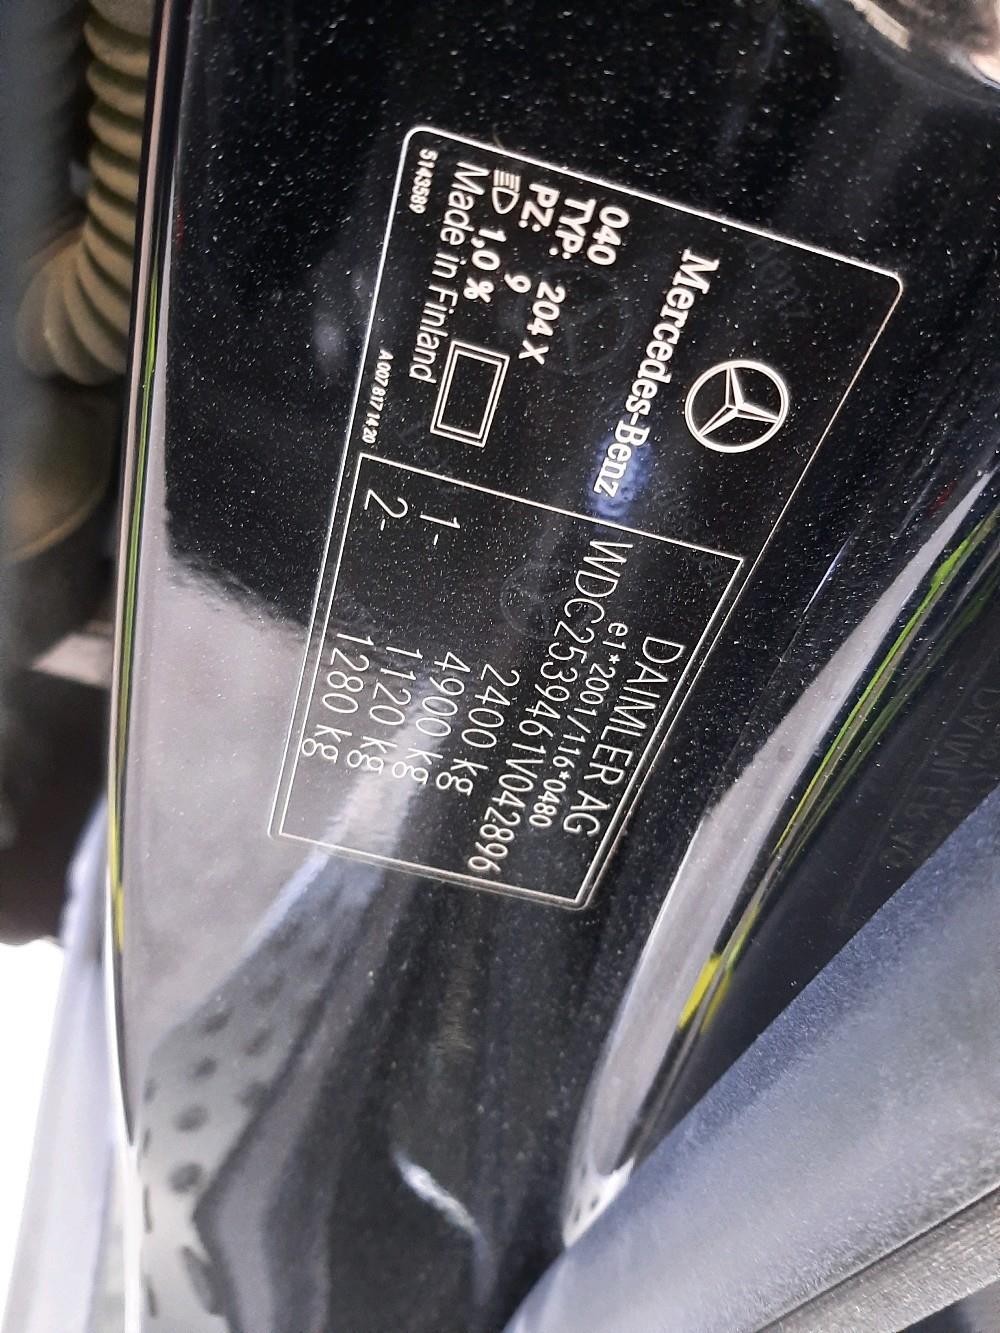 Mercedes-Benz
040
TYP: 204 X
PZ: 9
1,0 %
Made in Finland
5143589
A 007 817 14 20
DAIMLER AG
e1*2001/116*0480
WDC2539461V042896
2400 kg
4900 kg
1- 1120 kg
2- 1280 kg